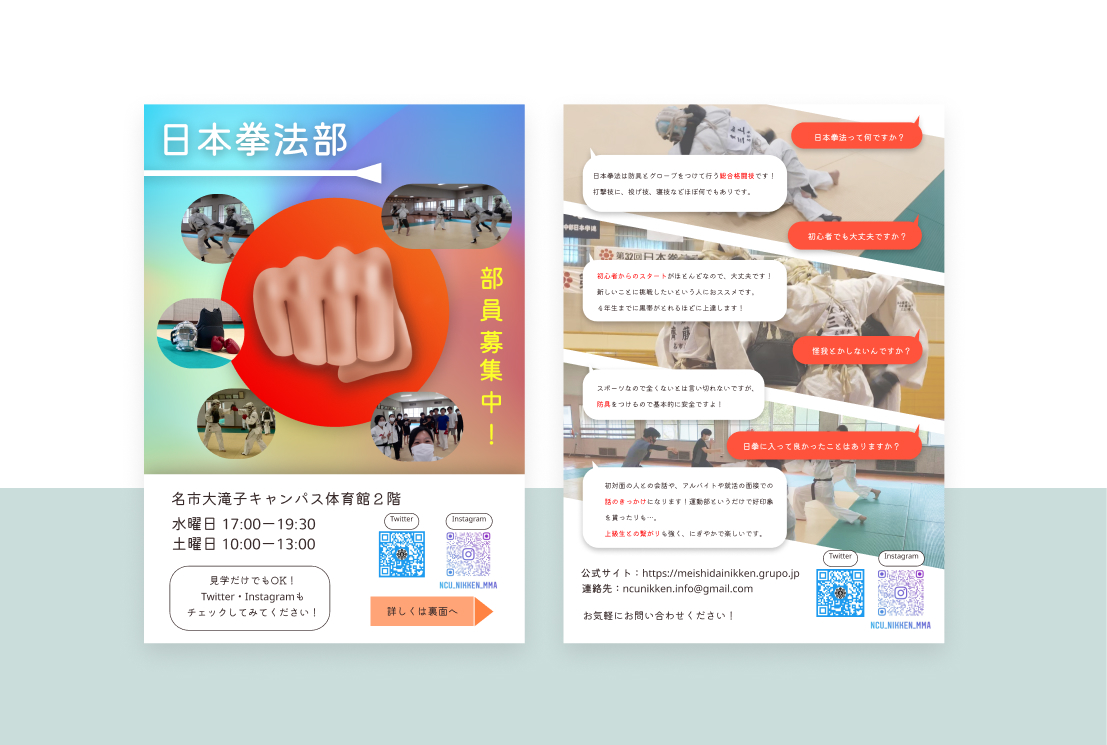 日本拳法部
部員募集中！
名市大滝子キャンパス体育館２階
水曜日 17:00ー19:30
土曜日 10:00ー13:00
見学だけでもOK！
Twitter・Instagramも
チェックしてみてください！
Twitter
Instagram
NCU_NIKKEN_MMA
詳しくは裏面へ
日本拳法って何ですか？
日本拳法は防具とグローブをつけて行う総合格闘技です！
打撃技に、投げ技、寝技などほぼ何でもありです。
初心者でも大丈夫ですか？
中部日本拳法
第32回日本拳
初心者からのスタートがほとんどなので、大丈夫です！
新しいことに挑戦したいという人におススメです。
４年生までに黒帯がとれるほどに上達します！
怪我とかしないんですか？
スポーツなので全くないとは言い切れないですが、
防具をつけるので基本的に安全ですよ！
日拳に入って良かったことはありますか？
初対面の人との会話や、アルバイトや就活の面接での
話のきっかけになります！運動部というだけで好印象
を貰ったりも…。
上級生との繋がりも強く、にぎやかで楽しいです。
公式サイト：https://meishidainikken.grupo.jp
連絡先：ncunikken.info@gmail.com
お気軽にお問い合わせください！
Twitter
Instagram
NCU_NIKKEN_MMA